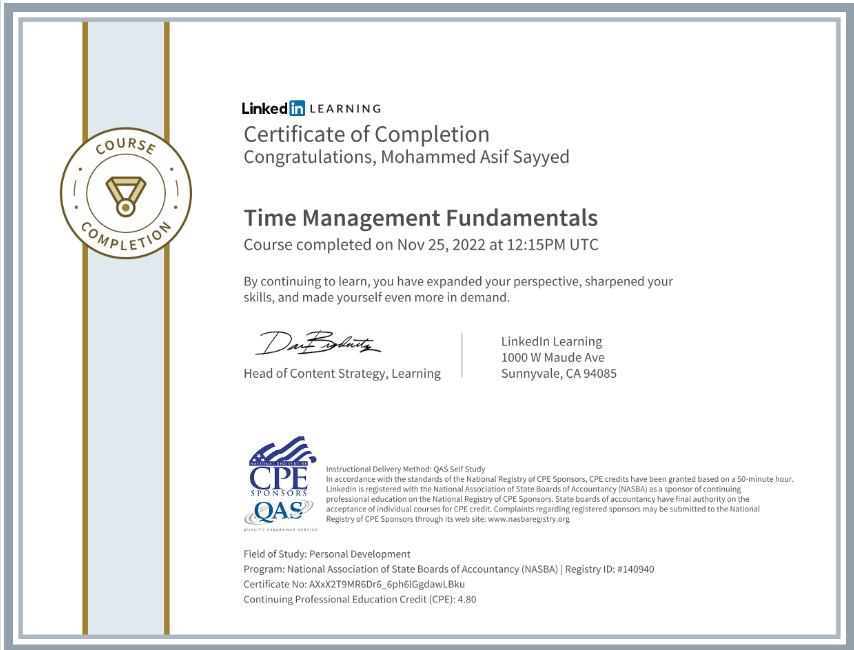 COURSE
COMPLETION
Linked in LEARNING
Certificate of Completion
Congratulations, Mohammed Asif Sayyed
Time Management Fundamentals
Course completed on Nov 25, 2022 at 12:15PM UTC
By continuing to learn, you have expanded your perspective, sharpened your
skills, and made yourself even more in demand.
Head of Content Strategy, Learning
LinkedIn Learning
1000 W Maude Ave
Sunnyvale, CA 94085
CPE
SPONSORS
QAS
QUALITY ASSURANCE SERVICE
Instructional Delivery Method: QAS Self Study
In accordance with the standards of the National Registry of CPE Sponsors, CPE credits have been granted based on a 50-minute hour.
LinkedIn is registered with the National Association of State Boards of Accountancy (NASBA) as a sponsor of continuing
professional education on the National Registry of CPE Sponsors. State boards of accountancy have final authority on the
acceptance of individual courses for CPE credit. Complaints regarding registered sponsors may be submitted to the National
Registry of CPE Sponsors through its web site: www.nasbaregistry.org
Field of Study: Personal Development
Program: National Association of State Boards of Accountancy (NASBA) | Registry ID: #140940
Certificate No: AXxX2T9MR6Dr6_6ph6lGgdawLBku
Continuing Professional Education Credit (CPE): 4.80